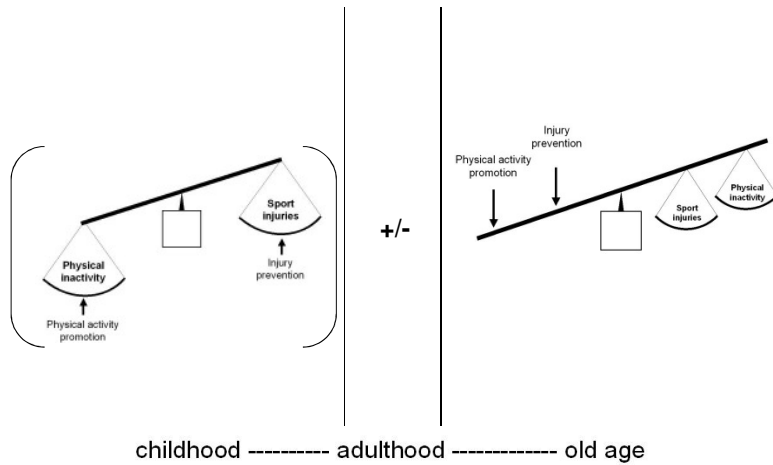 Sport
injuries
Physical
inactivity
Injury
prevention
Physical activity
promotion
+/-
Injury
prevention
Physical activity
promotion
Physical
inactivity
Sport
injuries
childhood ---------- adulthood ------------- old age